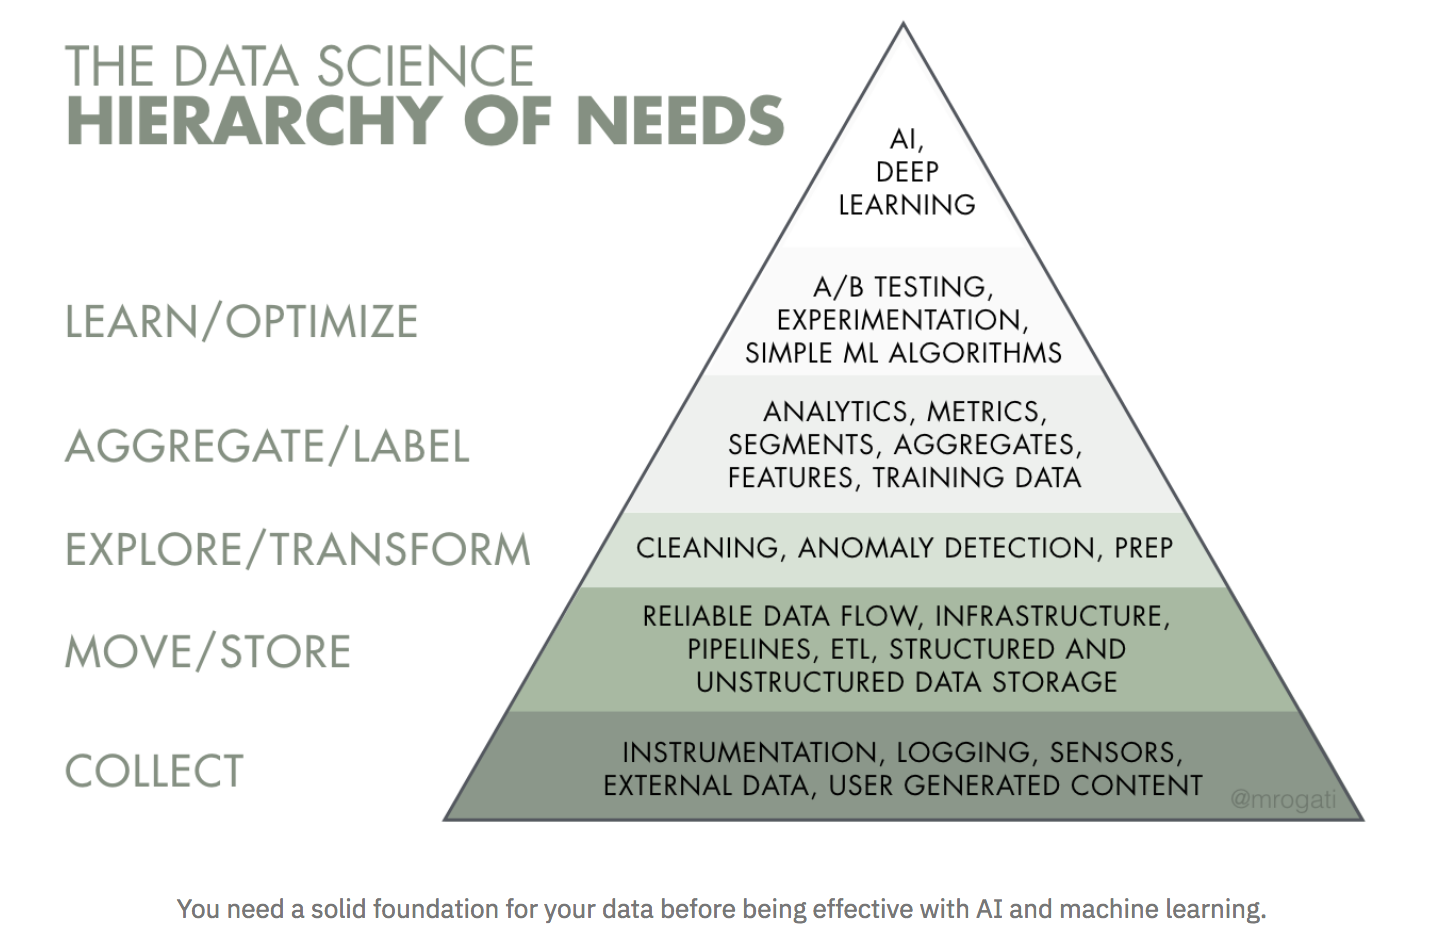 THE DATA SCIENCE
HIERARCHY OF NEEDS
AI,
DEEP
LEARNING
LEARN/OPTIMIZE
A/B TESTING,
EXPERIMENTATION,
SIMPLE ML ALGORITHMS
AGGREGATE/LABEL
ANALYTICS, METRICS,
SEGMENTS, AGGREGATES,
FEATURES, TRAINING DATA
EXPLORE/TRANSFORM
CLEANING, ANOMALY DETECTION, PREP
MOVE/STORE
RELIABLE DATA FLOW, INFRASTRUCTURE,
PIPELINES, ETL, STRUCTURED AND
UNSTRUCTURED DATA STORAGE
COLLECT
INSTRUMENTATION, LOGGING, SENSORS,
EXTERNAL DATA, USER GENERATED CONTENT
@mrogati
You need a solid foundation for your data before being effective with AI and machine learning.